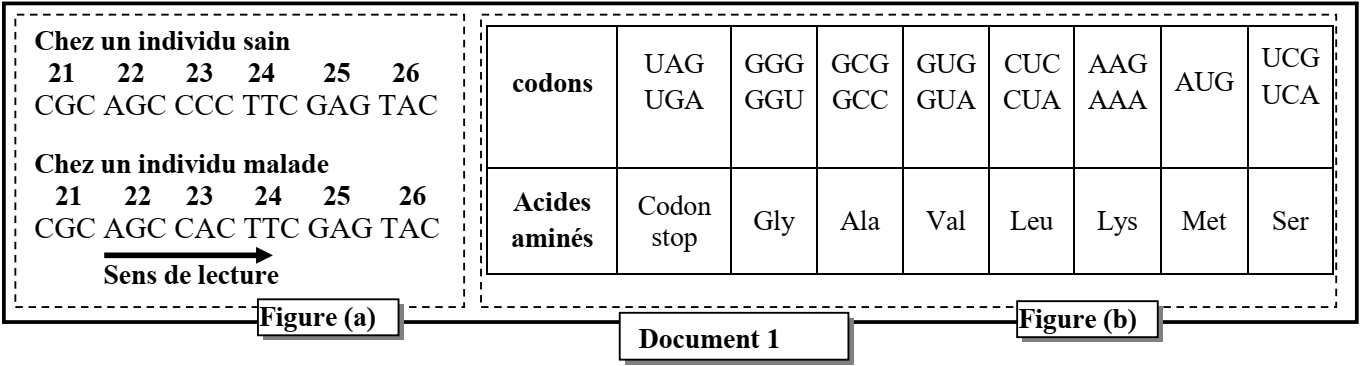 Chez un individu sain
21 22 23 24 25 26
CGC AGC CCC TTC GAG TAC
Chez un individu malade
21 22 23 24 25 26
CGC AGC CAC TTC GAG TAC
Sens de lecture
Figure (a)
codons
UAG UGA
GGG GGU
GCG GCC
GUG GUA
CUC CUA
AAG AAA
AUG
UCG UCA
Acides aminés
Codon stop
Gly
Ala
Val
Leu
Lys
Met
Ser
Figure (b)
Document 1